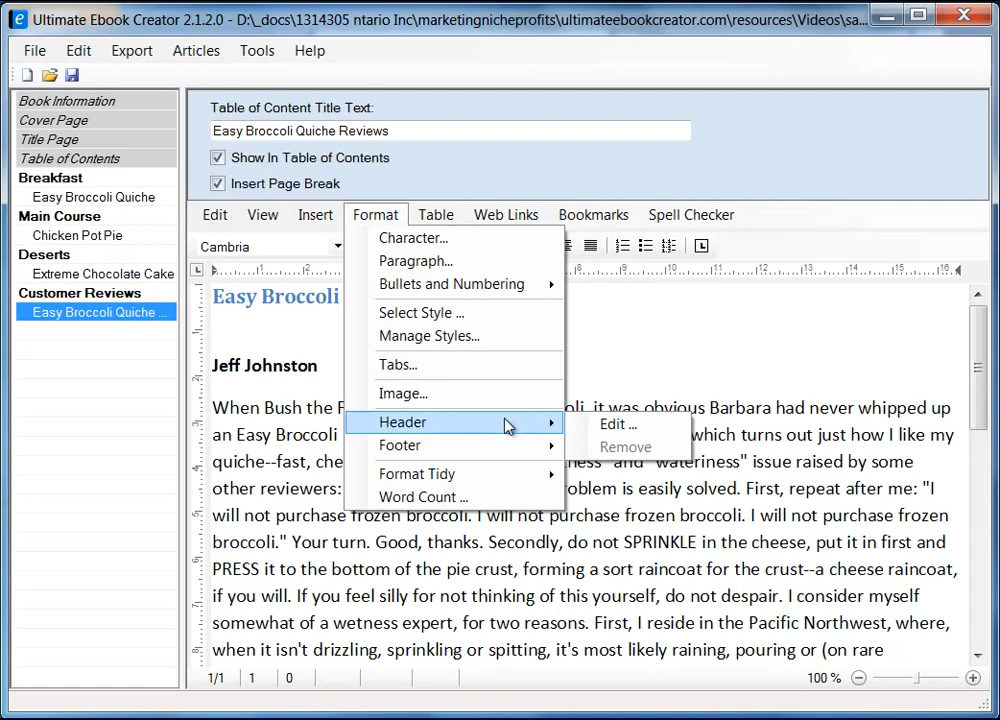 Ultimate Ebook Creator 2.1.2.0 - D:\_docs\1314305 ntario Inc\marketingnicheprofits\ultimateebookcreator.com\resources\Videos\sa...
File Edit Export Articles Tools Help
Book Information
Cover Page
Title Page
Table of Contents
Breakfast
Easy Broccoli Quiche
Main Course
Chicken Pot Pie
Deserts
Extreme Chocolate Cake
Customer Reviews
Easy Broccoli Quiche ...
Table of Content Title Text:
Easy Broccoli Quiche Reviews
Show In Table of Contents
Insert Page Break
Edit View Insert Format Table Web Links Bookmarks Spell Checker
Cambria
1 2 8 9 10 11 12 13 14 15 16
Character...
Paragraph...
Bullets and Numbering
Select Style ...
Manage Styles...
Tabs...
Image...
Header
Footer
Format Tidy
Word Count ...
Edit ...
Remove
Easy Broccoli
Jeff Johnston
When Bush the F oli, it was obvious Barbara had never whipped up
an Easy Broccoli which turns out just how I like my
quiche--fast, che ness" and "wateriness" issue raised by some
other reviewers: roblem is easily solved. First, repeat after me: "I
will not purchase frozen broccoli. I will not purchase frozen broccoli. I will not purchase frozen
broccoli." Your turn. Good, thanks. Secondly, do not SPRINKLE in the cheese, put it in first and
PRESS it to the bottom of the pie crust, forming a sort raincoat for the crust--a cheese raincoat,
if you will. If you feel silly for not thinking of this yourself, do not despair. I consider myself
somewhat of a wetness expert, for two reasons. First, I reside in the Pacific Northwest, where,
when it isn't drizzling, sprinkling or spitting, it's most likely raining, pouring or (on rare
1/1 1 0 100 %